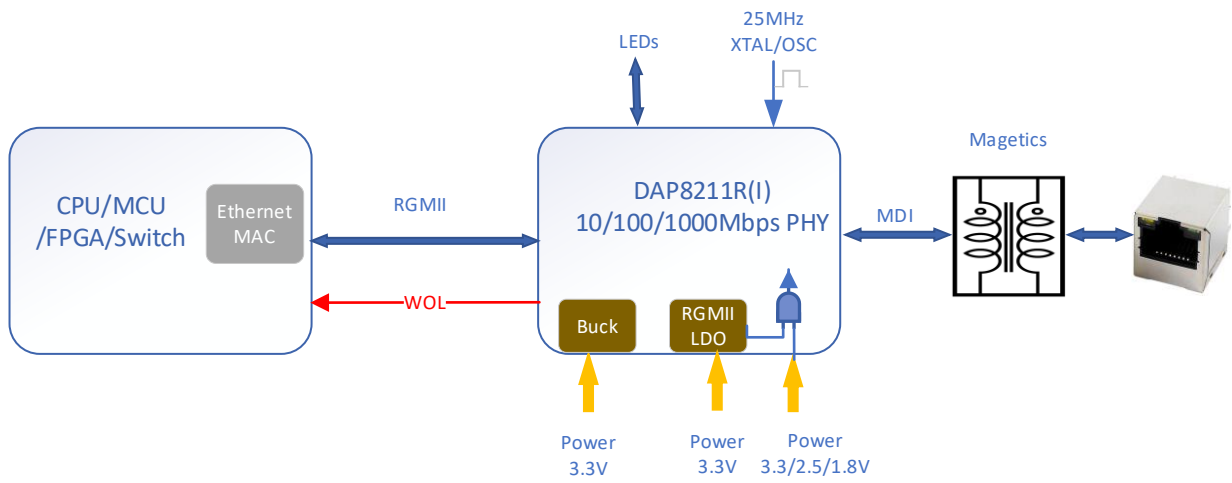 25MHz
XTAL/OSC
LEDs
Magetics
CPU/MCU
/FPGA/Switch
Ethernet
MAC
RGMII
DAP8211R(I)
10/100/1000Mbps PHY
MDI
WOL
Buck
RGMII
LDO
Power
3.3V
Power
3.3V
Power
3.3/2.5/1.8V